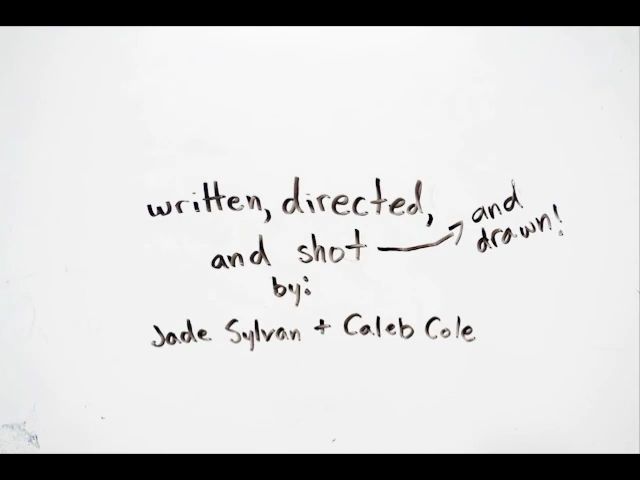 written, directed,
and shot
and
drawn!
by:
Jade Sylvan + Caleb Cole